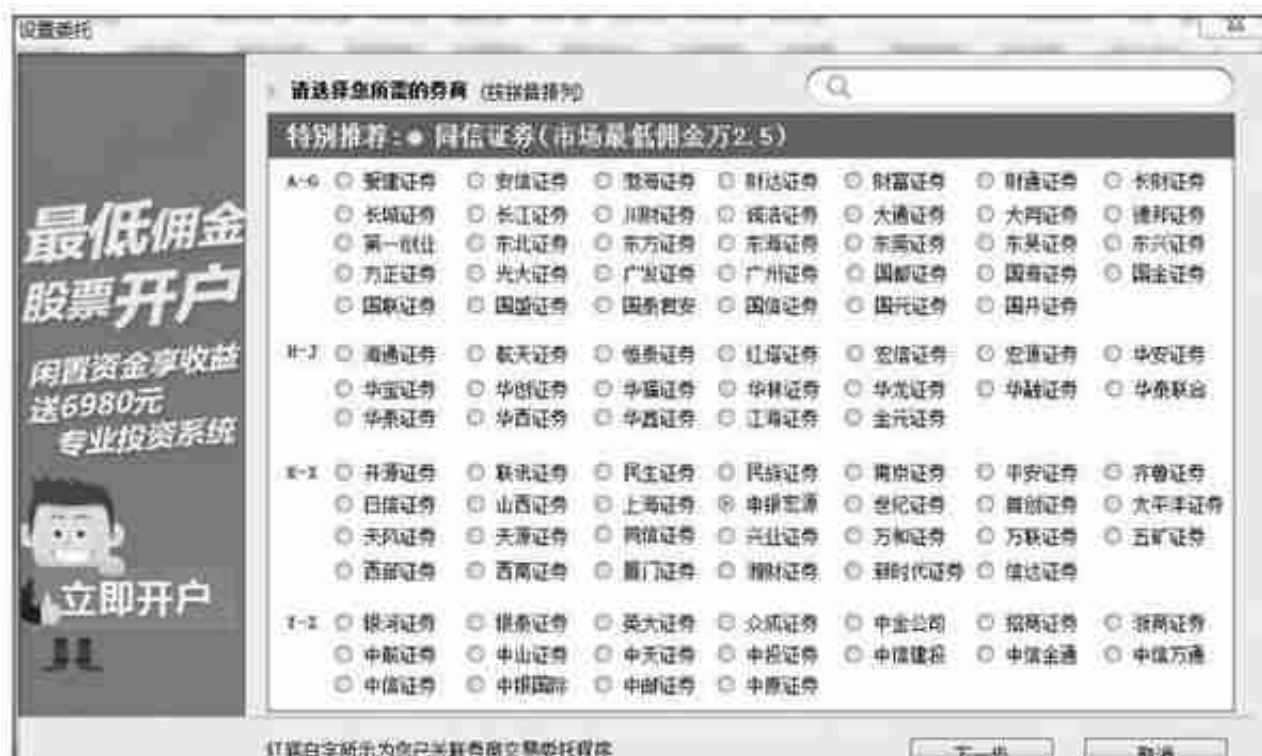 设置委托
请选择您所需的券商 (按拼音排列)
特别推荐: 同信证券(市场最低佣金万2.5)
最低佣金
股票开户
闲置资金享收益
送6980元
专业投资系统
立即开户
A-G 爱建证券 安信证券 渤海证券 财达证券 财富证券 财通证券 长财证券
长城证券 长江证券 川财证券 诚浩证券 大通证券 大同证券 德邦证券
第一创业 东北证券 东方证券 东海证券 东莞证券 东吴证券 东兴证券
方正证券 光大证券 广发证券 广州证券 国都证券 国海证券 国金证券
国联证券 国盛证券 国泰君安 国信证券 国元证券 国开证券
H-J 海通证券 航天证券 恒泰证券 红塔证券 宏信证券 宏源证券 华安证券
华宝证券 华创证券 华福证券 华林证券 华龙证券 华融证券 华泰联合
华泰证券 华西证券 华鑫证券 江海证券 金元证券
K-X 开源证券 联讯证券 民生证券 民族证券 南京证券 平安证券 齐鲁证券
日信证券 山西证券 上海证券 申银宏源 世纪证券 首创证券 太平洋证券
天风证券 天源证券 同信证券 兴业证券 万和证券 万联证券 五矿证券
西部证券 西南证券 厦门证券 湘财证券 新时代证券 信达证券
Y-Z 银河证券 银泰证券 英大证券 众成证券 中金公司 招商证券 浙商证券
中航证券 中山证券 中天证券 中投证券 中信建投 中信金通 中信万通
中信证券 中银国际 中邮证券 中原证券
红底白字所示为您已关联券商交易委托程序
下一步 取消